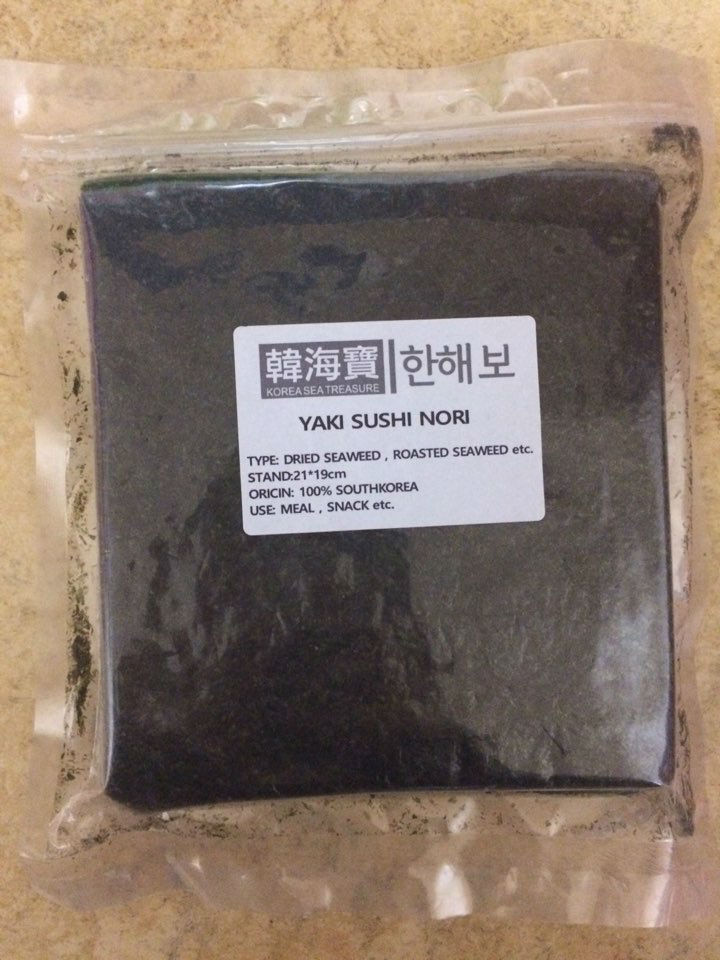 韓海寶 한해보
KOREA SEA TREASURE
YAKI SUSHI NORI
TYPE: DRIED SEAWEED , ROASTED SEAWEED etc.
STAND:21*19cm
ORICIN: 100% SOUTHKOREA
USE: MEAL , SNACK etc.